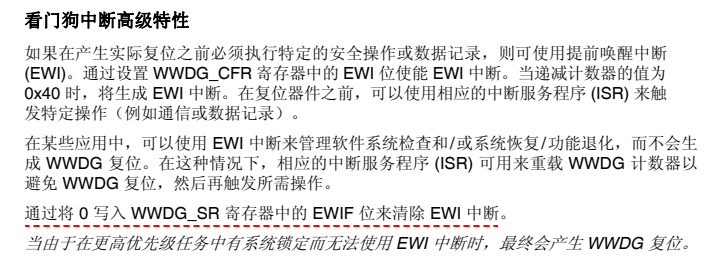 看门狗中断高级特性
如果在产生实际复位之前必须执行特定的安全操作或数据记录，则可使用提前唤醒中断
(EWI)。通过设置 WWDG_CFR 寄存器中的 EWI 位使能 EWI 中断。当递减计数器的值为
0x40 时，将生成 EWI 中断。在复位器件之前，可以使用相应的中断服务程序 (ISR) 来触
发特定操作（例如通信或数据记录）。
在某些应用中，可以使用 EWI 中断来管理软件系统检查和/或系统恢复/功能退化，而不会生
成 WWDG 复位。在这种情况下，相应的中断服务程序 (ISR) 可用来重载 WWDG 计数器以
避免 WWDG 复位，然后再触发所需操作。
通过将 0 写入 WWDG_SR 寄存器中的 EWIF 位来清除 EWI 中断。
当由于在更高优先级任务中有系统锁定而无法使用 EWI 中断时，最终会产生 WWDG 复位。